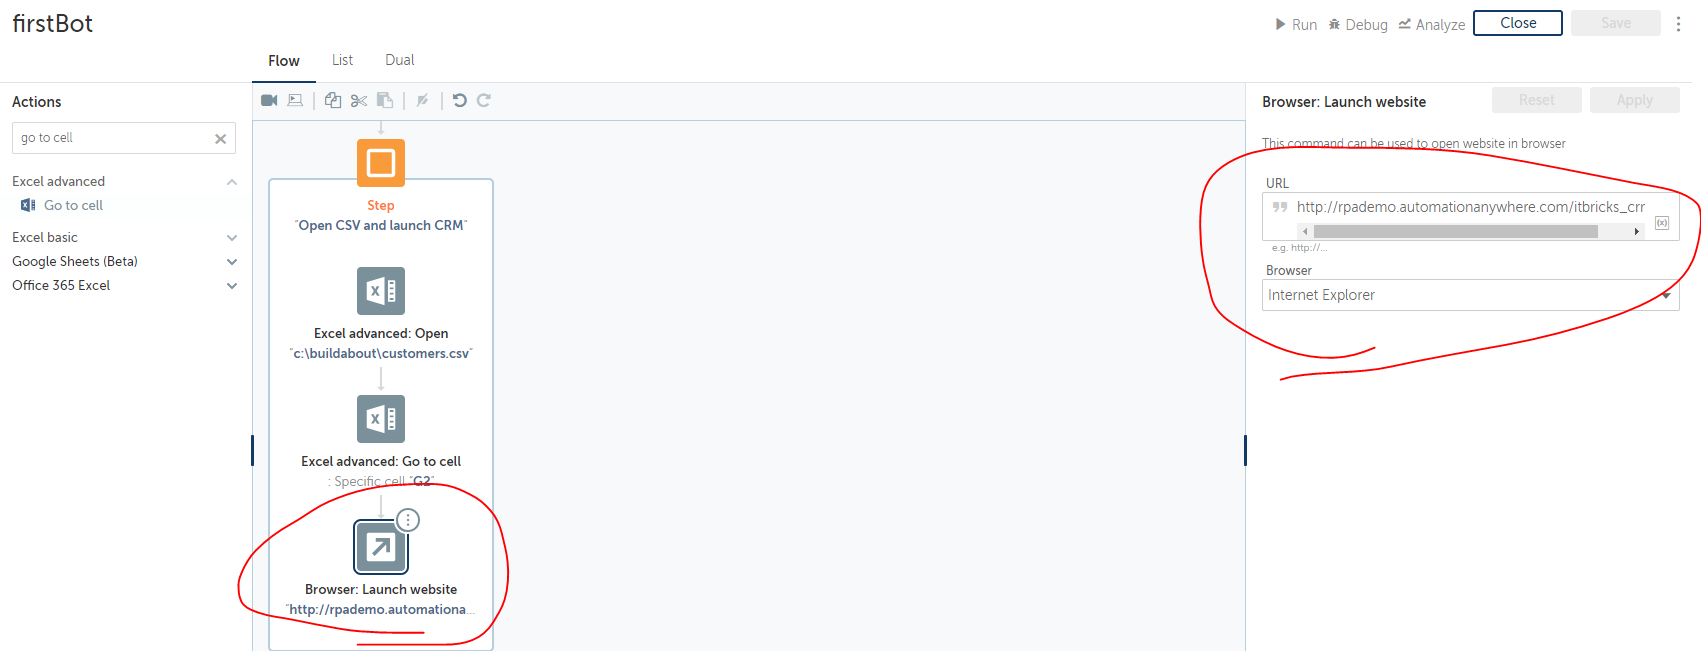 firstBot
Run Debug Analyze Close Save
Flow List Dual
Actions
go to cell
Excel advanced
Go to cell
Excel basic
Google Sheets (Beta)
Office 365 Excel
Step
"Open CSV and launch CRM"
Excel advanced: Open
"c:\buildabout\customers.csv"
Excel advanced: Go to cell
: Specific cell "G2"
Browser: Launch website
"http://rpademo.automationa...
Browser: Launch website
Reset Apply
This command can be used to open website in browser
URL
http://rpademo.automationanywhere.com/itbricks_crr
(x)
e.g. http://...
Browser
Internet Explorer